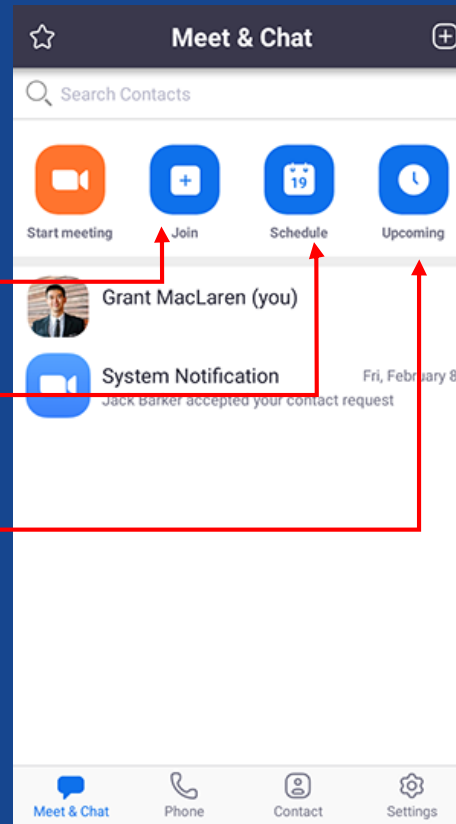 Meet & Chat
Search Contacts
19
Start meeting Join Schedule Upcoming
Grant MacLaren (you)
System Notification Fri, February 8
Jack Barker accepted your contact request
Meet & Chat Phone Contact Settings